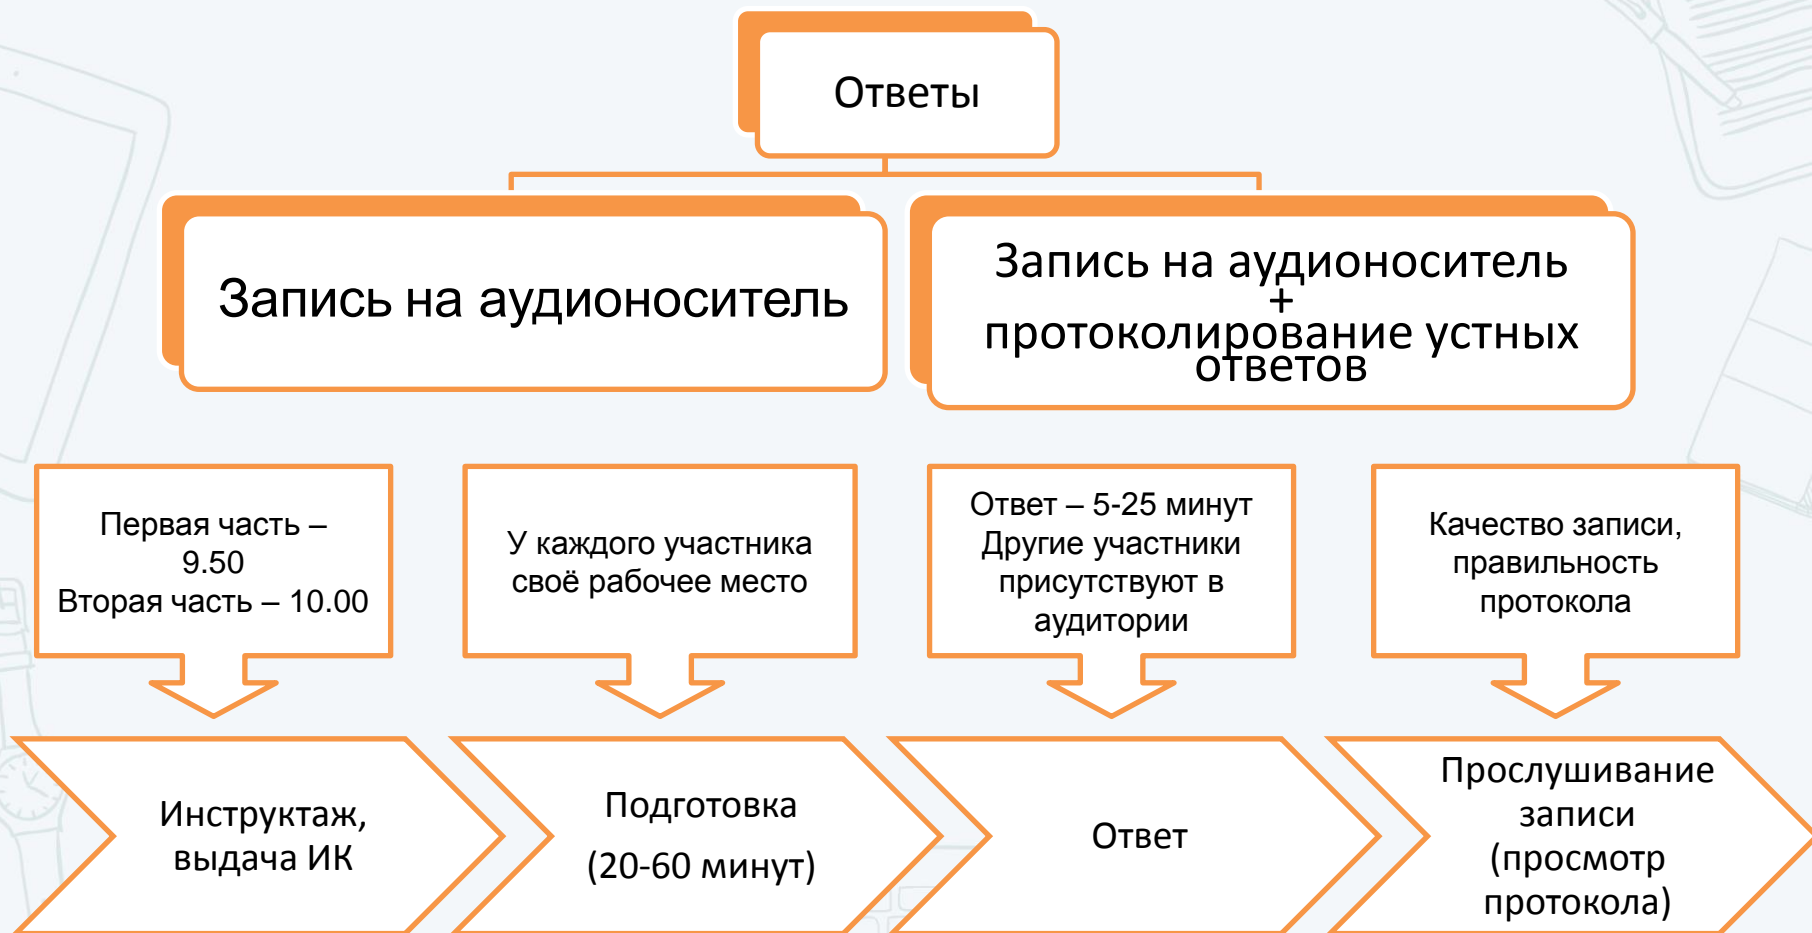 Ответы
Запись на аудионоситель
Запись на аудионоситель
+
протоколирование устных
ответов
Первая часть –
9.50
Вторая часть – 10.00
У каждого участника
своё рабочее место
Ответ – 5-25 минут
Другие участники
присутствуют в
аудитории
Качество записи,
правильность
протокола
Инструктаж,
выдача ИК
Подготовка
(20-60 минут)
Ответ
Прослушивание
записи
(просмотр
протокола)